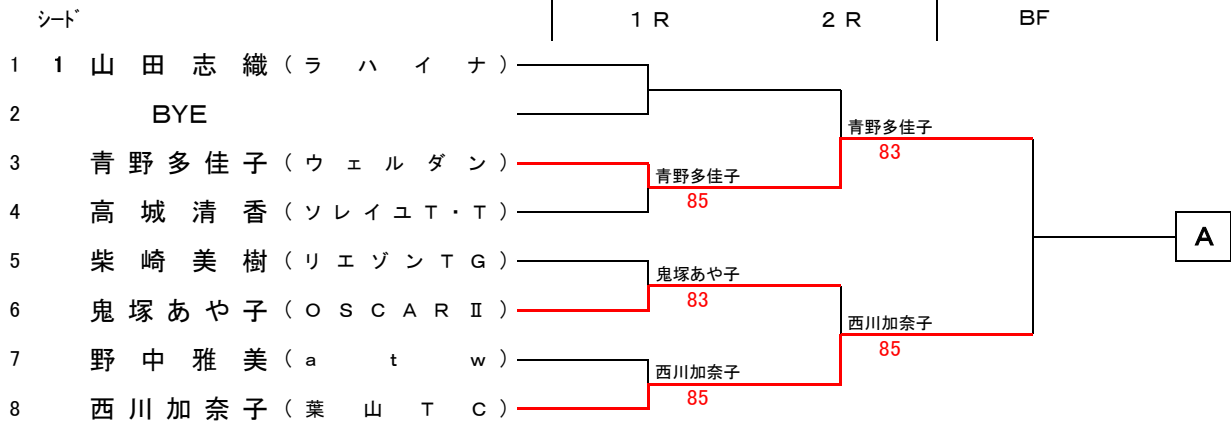 シード 1R 2R BF
1 1 山田志織(ラハイナ)
2 BYE
青野多佳子
3 青野多佳子(ウェルダン) 83
青野多佳子
85
4 高城清香(ソレイユT・T)
A
5 柴崎美樹(リエゾンTG)
鬼塚あや子
83
6 鬼塚あや子(OSCARⅡ)
西川加奈子
85
7 野中雅美(atw)
西川加奈子
85
8 西川加奈子(葉山TC)